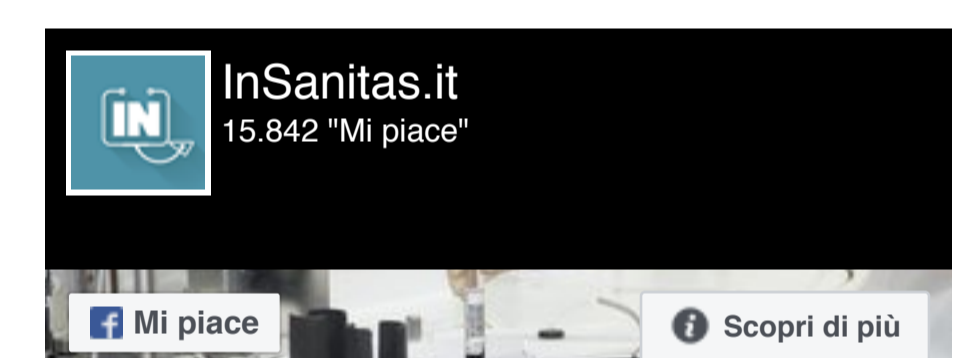 IN
InSanitas.it
15.842 "Mi piace"
f Mi piace
i Scopri di più